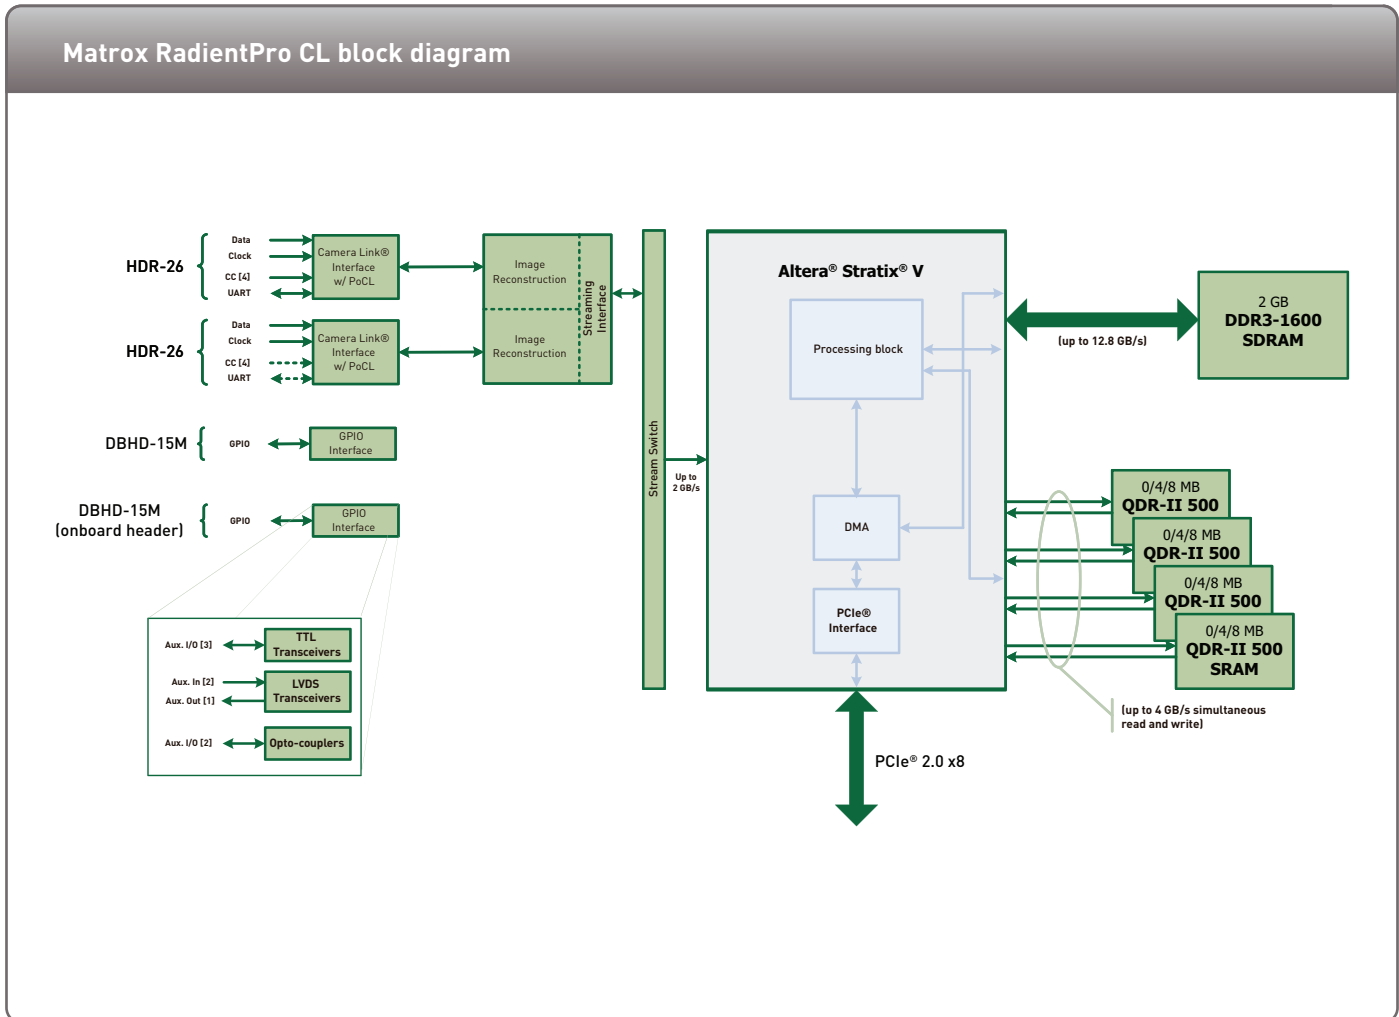 Matrox RadientPro CL block diagram
HDR-26
Data
Clock
CC [4]
UART
Camera Link®
Interface
w/ PoCL
HDR-26
Data
Clock
CC [4]
UART
Camera Link®
Interface
w/ PoCL
Image
Reconstruction
Image
Reconstruction
Streaming
Interface
DBHD-15M
GPIO
GPIO
Interface
DBHD-15M
(onboard header)
GPIO
GPIO
Interface
Aux. I/O [3]
TTL
Transceivers
Aux. In [2]
Aux. Out [1]
LVDS
Transceivers
Aux. I/O [2]
Opto-couplers
Stream Switch
Up to
2 GB/s
Altera® Stratix® V
Processing block
DMA
PCIe®
Interface
PCIe® 2.0 x8
(up to 12.8 GB/s)
2 GB
DDR3-1600
SDRAM
0/4/8 MB
QDR-II 500
0/4/8 MB
QDR-II 500
0/4/8 MB
QDR-II 500
0/4/8 MB
QDR-II 500
SRAM
(up to 4 GB/s simultaneous
read and write)